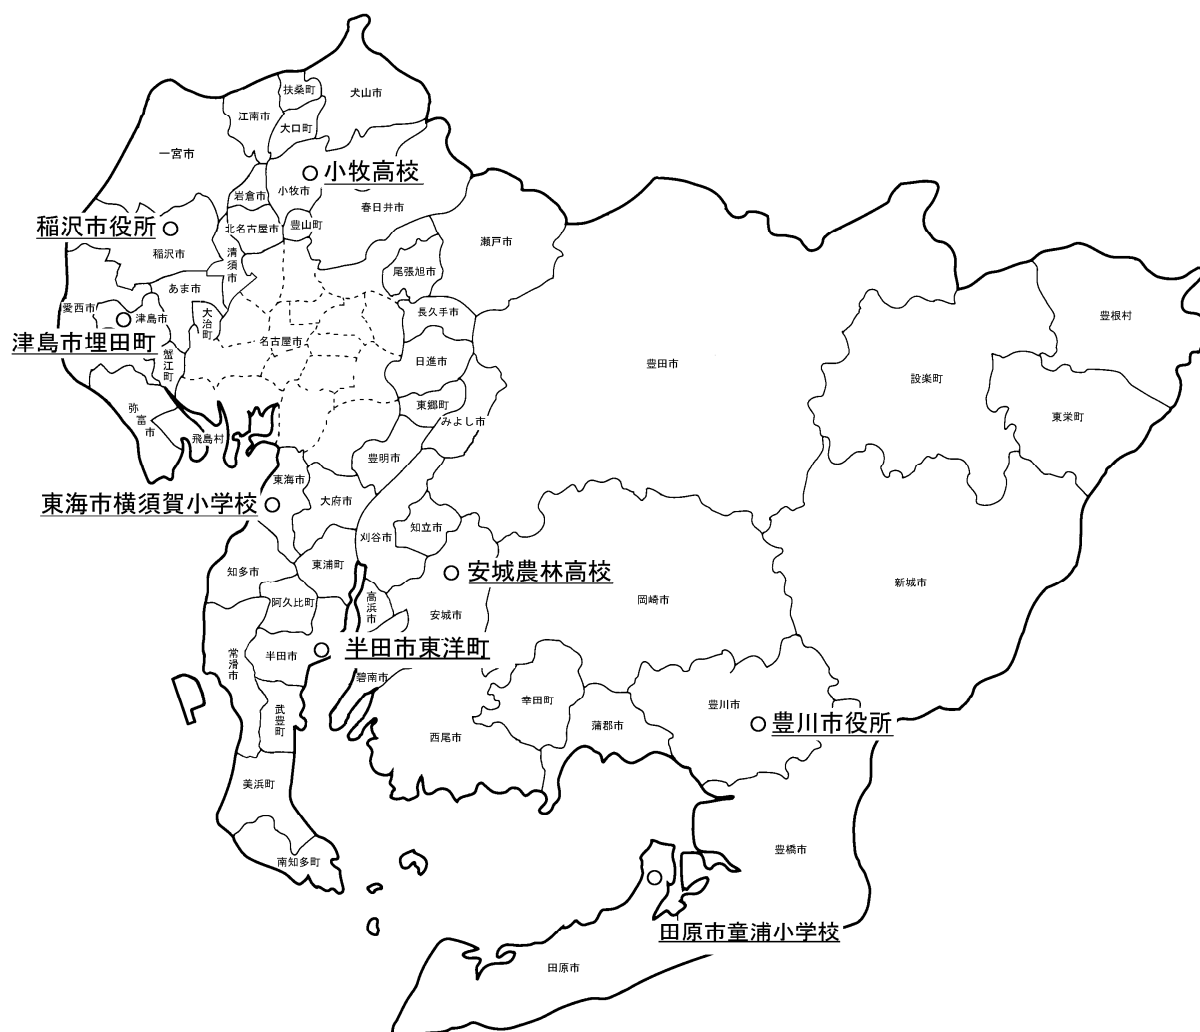 扶桑町
犬山市
江南市
大口町
一宮市
小牧高校
岩倉市
小牧市
春日井市
稲沢市役所
北名古屋市
豊山町
瀬戸市
稲沢市
清須市
尾張旭市
あま市
愛西市
津島市
大治町
長久手市
豊根村
津島市埋田町
名古屋市
蟹江町
日進市
豊田市
設楽町
弥富市
東郷町
みよし市
東栄町
飛島村
豊明市
東海市
東海市横須賀小学校
大府市
知立市
刈谷市
知多市
東浦町
安城農林高校
新城市
阿久比町
高浜市
安城市
岡崎市
常滑市
半田市
半田市東洋町
碧南市
武豊町
幸田町
豊川市
豊川市役所
西尾市
蒲郡市
美浜町
南知多町
豊橋市
田原市童浦小学校
田原市